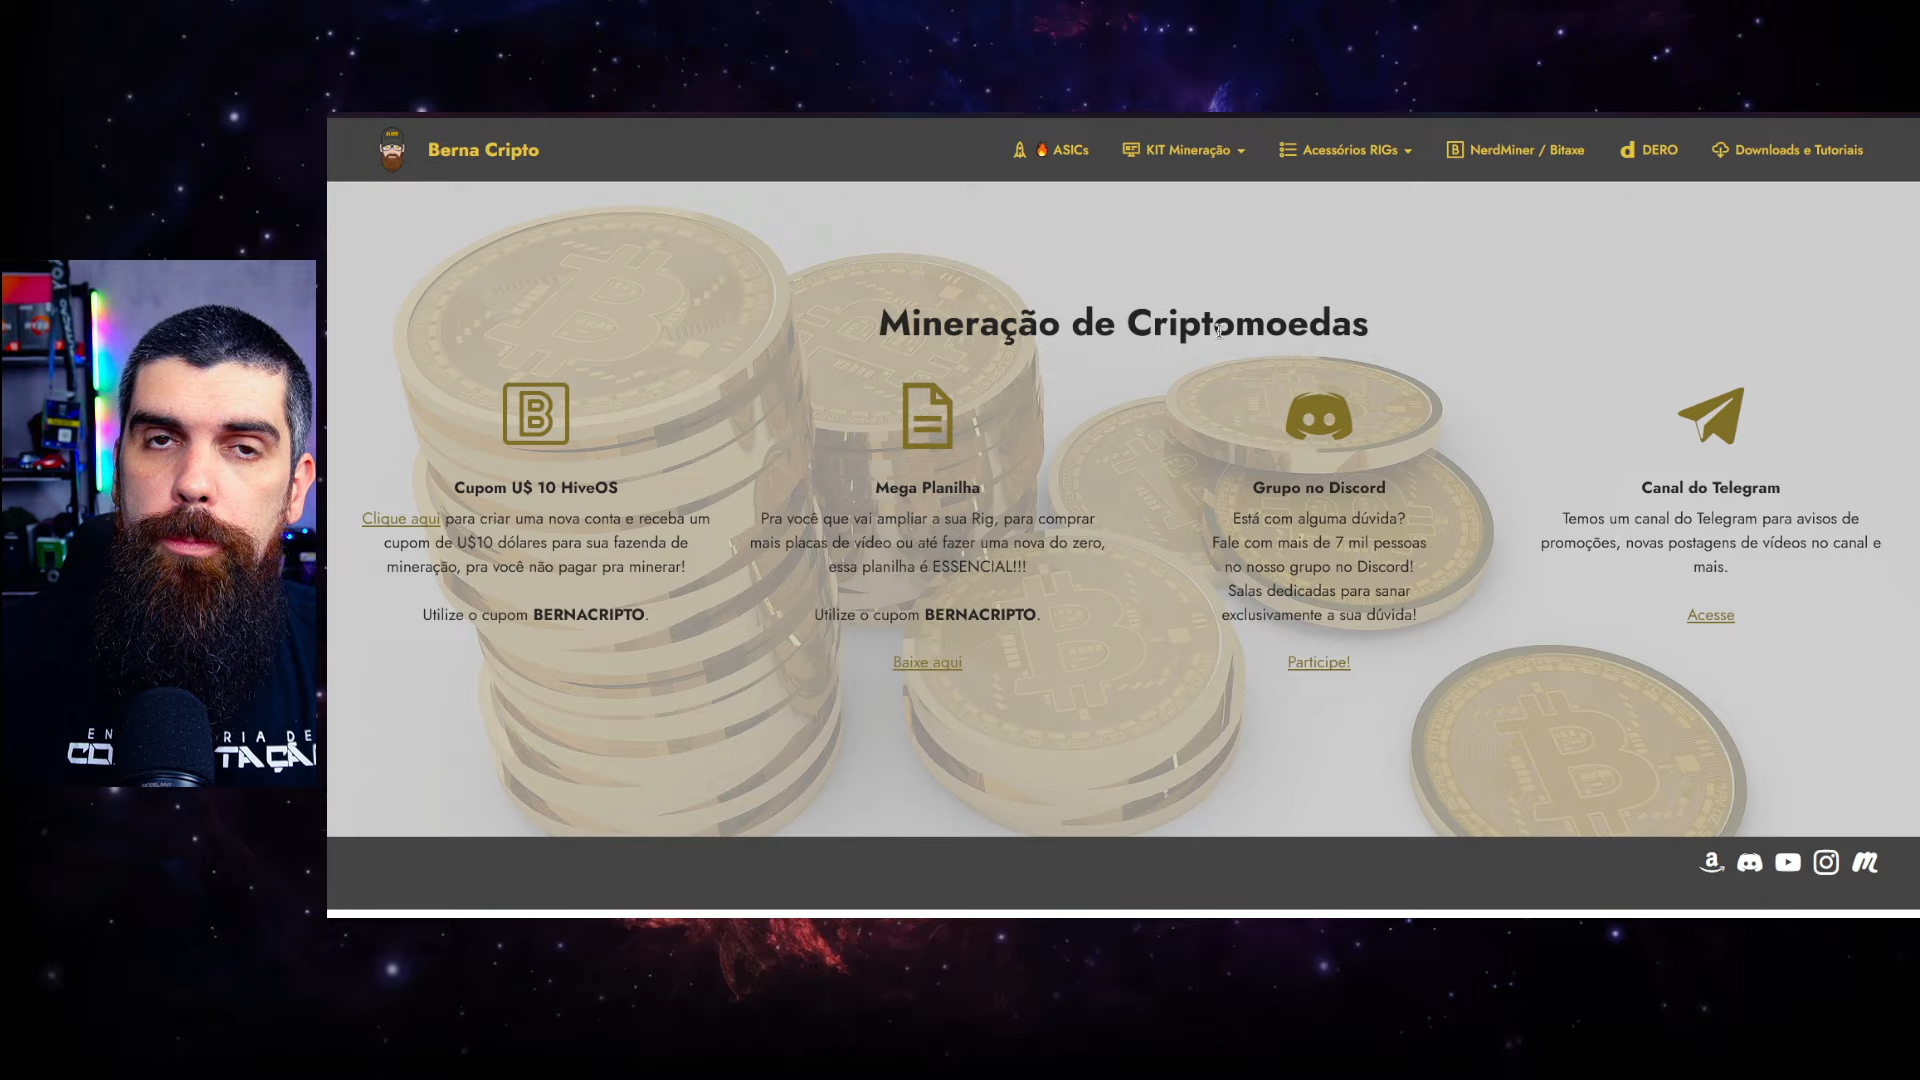 Berna Cripto
ASICs
KIT Mineração
Acessórios RIGs
NerdMiner / Bitaxe
DERO
Downloads e Tutoriais
Mineração de Criptomoedas
Cupom U$ 10 HiveOS
Clique aqui para criar uma nova conta e receba um
cupom de U$10 dólares para sua fazenda de
mineração, pra você não pagar pra minerar!
Utilize o cupom BERNACRIPTO.
Mega Planilha
Pra você que vai ampliar a sua Rig, para comprar
mais placas de vídeo ou até fazer uma nova do zero,
essa planilha é ESSENCIAL!!!
Utilize o cupom BERNACRIPTO.
Baixe aqui
Grupo no Discord
Está com alguma dúvida?
Fale com mais de 7 mil pessoas
no nosso grupo no Discord!
Salas dedicadas para sanar
exclusivamente a sua dúvida!
Participe!
Canal do Telegram
Temos um canal do Telegram para avisos de
promoções, novas postagens de vídeos no canal e
mais.
Acesse
EN RIA DE
CO TAÇÃ